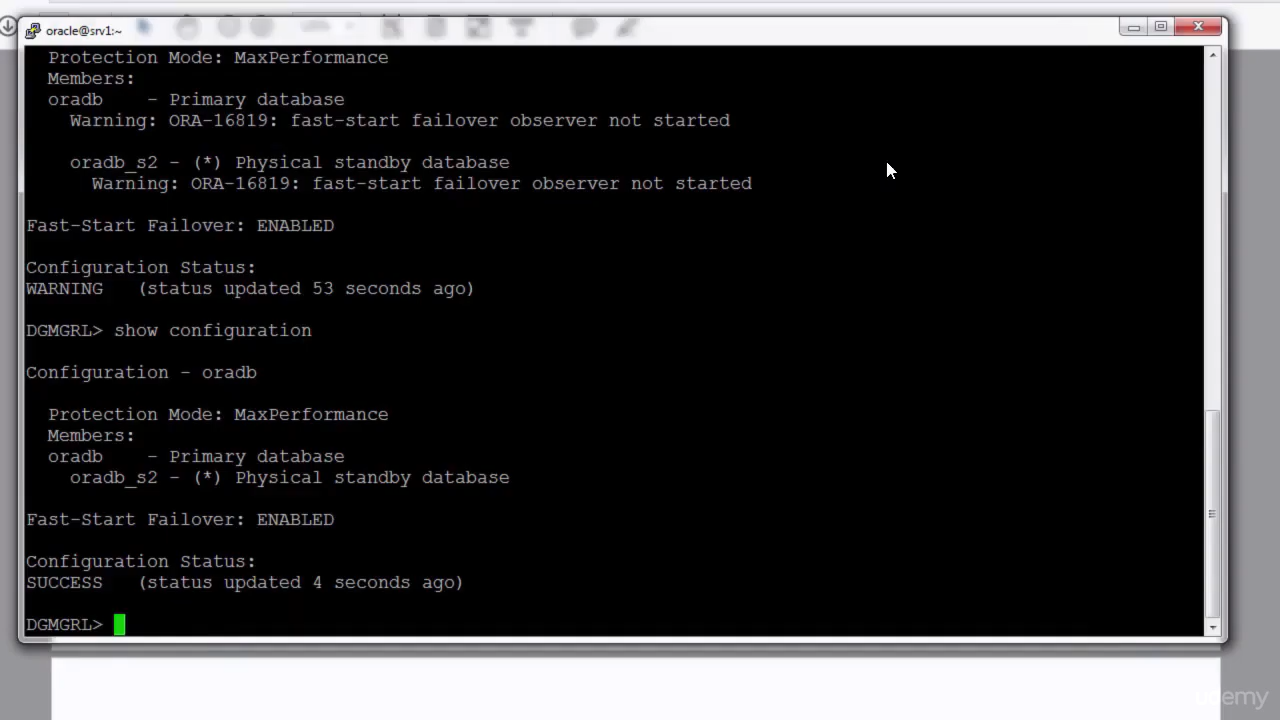 oracle@srv1:~
Protection Mode: MaxPerformance
Members:
oradb - Primary database
Warning: ORA-16819: fast-start failover observer not started
oradb_s2 - (*) Physical standby database
Warning: ORA-16819: fast-start failover observer not started
Fast-Start Failover: ENABLED
Configuration Status:
WARNING (status updated 53 seconds ago)
DGMGRL> show configuration
Configuration - oradb
Protection Mode: MaxPerformance
Members:
oradb - Primary database
oradb_s2 - (*) Physical standby database
Fast-Start Failover: ENABLED
Configuration Status:
SUCCESS (status updated 4 seconds ago)
DGMGRL>
udemy